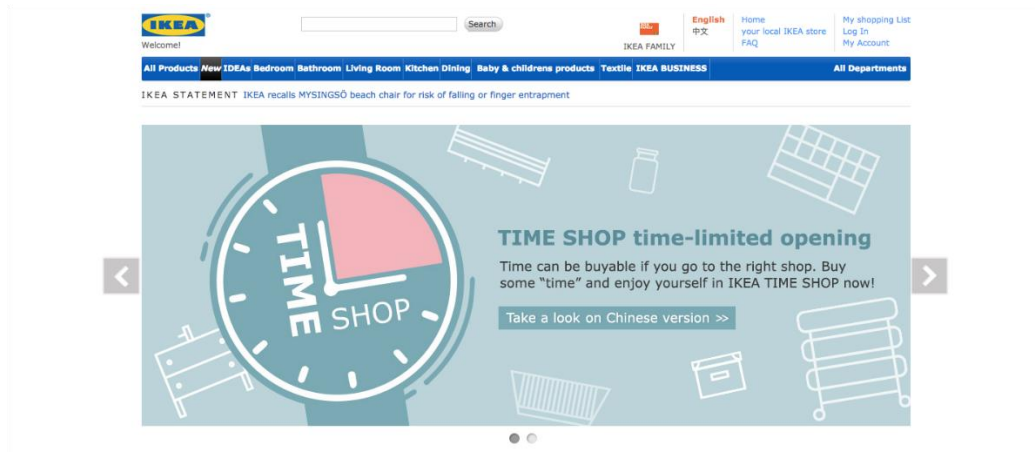 IKEA
Welcome!
Search
IKEA FAMILY
English
中文
Home
your local IKEA store
FAQ
My shopping List
Log In
My Account
All Products New IDEAs Bedroom Bathroom Living Room Kitchen Dining Baby & childrens products Textile IKEA BUSINESS All Departments
IKEA STATEMENT IKEA recalls MYSINGSÖ beach chair for risk of falling or finger entrapment
TIME SHOP
TIME SHOP time-limited opening
Time can be buyable if you go to the right shop. Buy
some “time” and enjoy yourself in IKEA TIME SHOP now!
Take a look on Chinese version >>